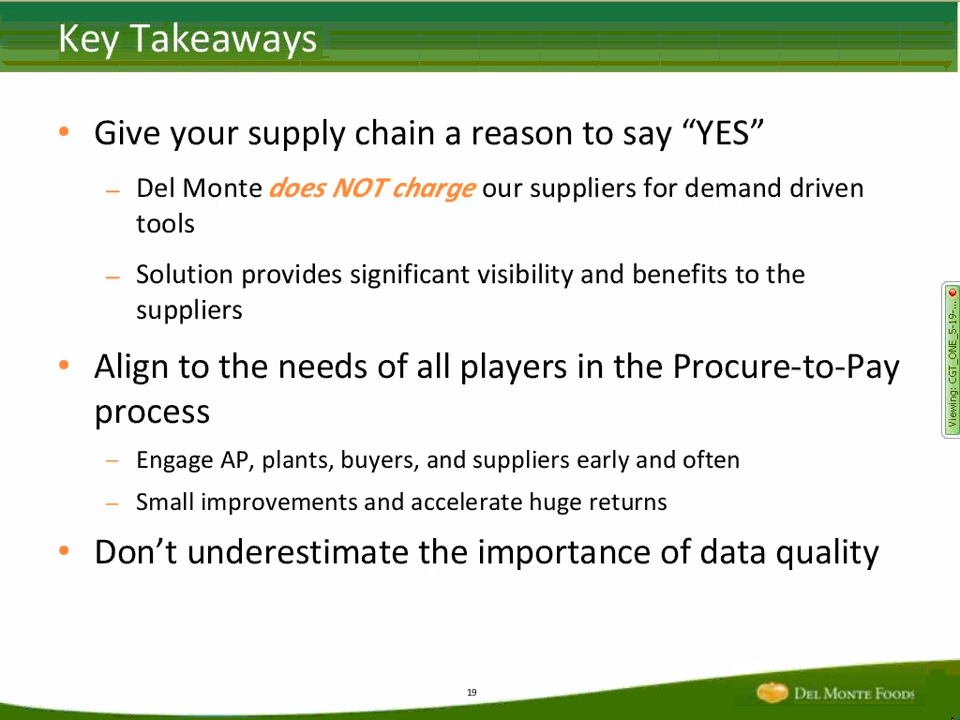 Key Takeaways
• Give your supply chain a reason to say “YES”
– Del Monte does NOT charge our suppliers for demand driven
tools
– Solution provides significant visibility and benefits to the
suppliers
• Align to the needs of all players in the Procure-to-Pay
process
– Engage AP, plants, buyers, and suppliers early and often
– Small improvements and accelerate huge returns
• Don’t underestimate the importance of data quality
Viewing: CGT_ONE_5-19-...
19
DEL MONTE FOODS